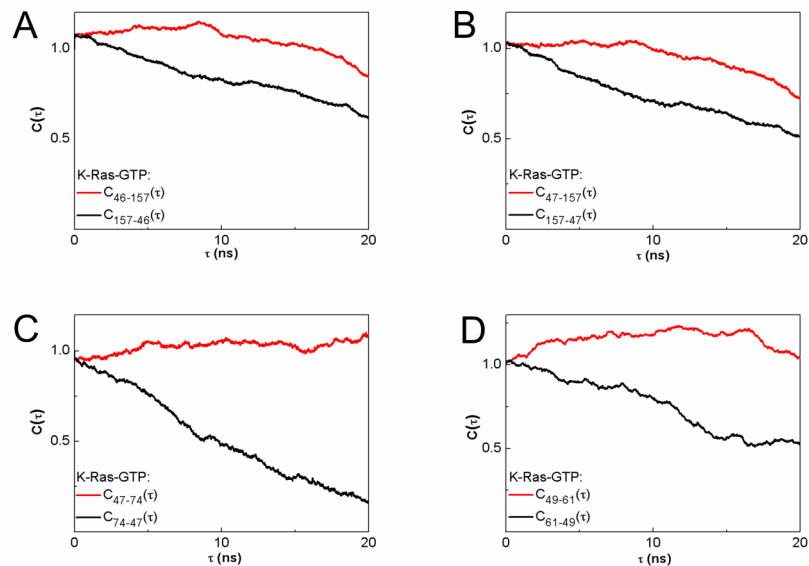 A
1.0
0.5
C(τ)
K-Ras-GTP:
C46-157(τ)
C157-46(τ)
0 10 20
τ (ns)
B
1.0
0.5
C(τ)
K-Ras-GTP:
C47-157(τ)
C157-47(τ)
0 10 20
τ (ns)
C
1.0
0.5
C(τ)
K-Ras-GTP:
C47-74(τ)
C74-47(τ)
0 10 20
τ (ns)
D
1.0
0.5
C(τ)
K-Ras-GTP:
C49-61(τ)
C61-49(τ)
0 10 20
τ (ns)